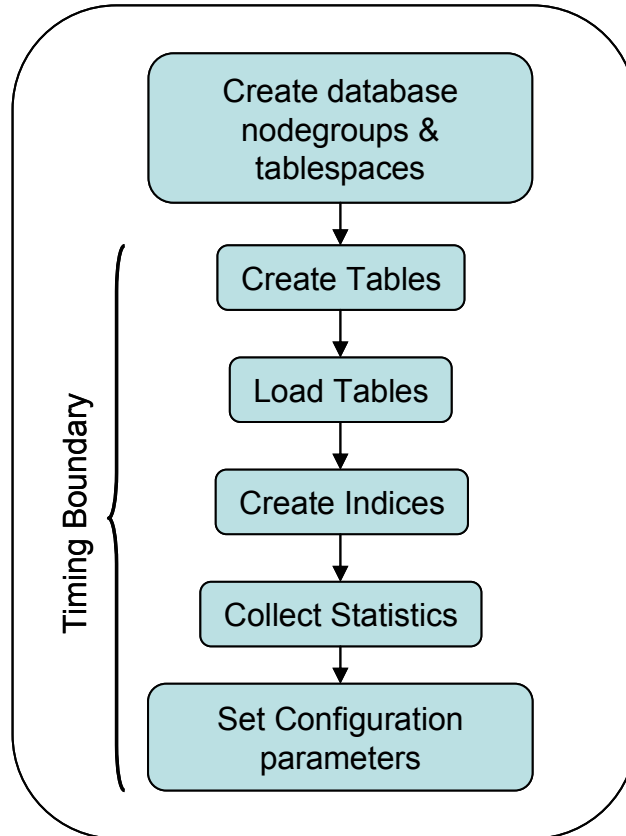 Create database
nodegroups &
tablespaces
Create Tables
Load Tables
Create Indices
Collect Statistics
Set Configuration
parameters
Timing Boundary